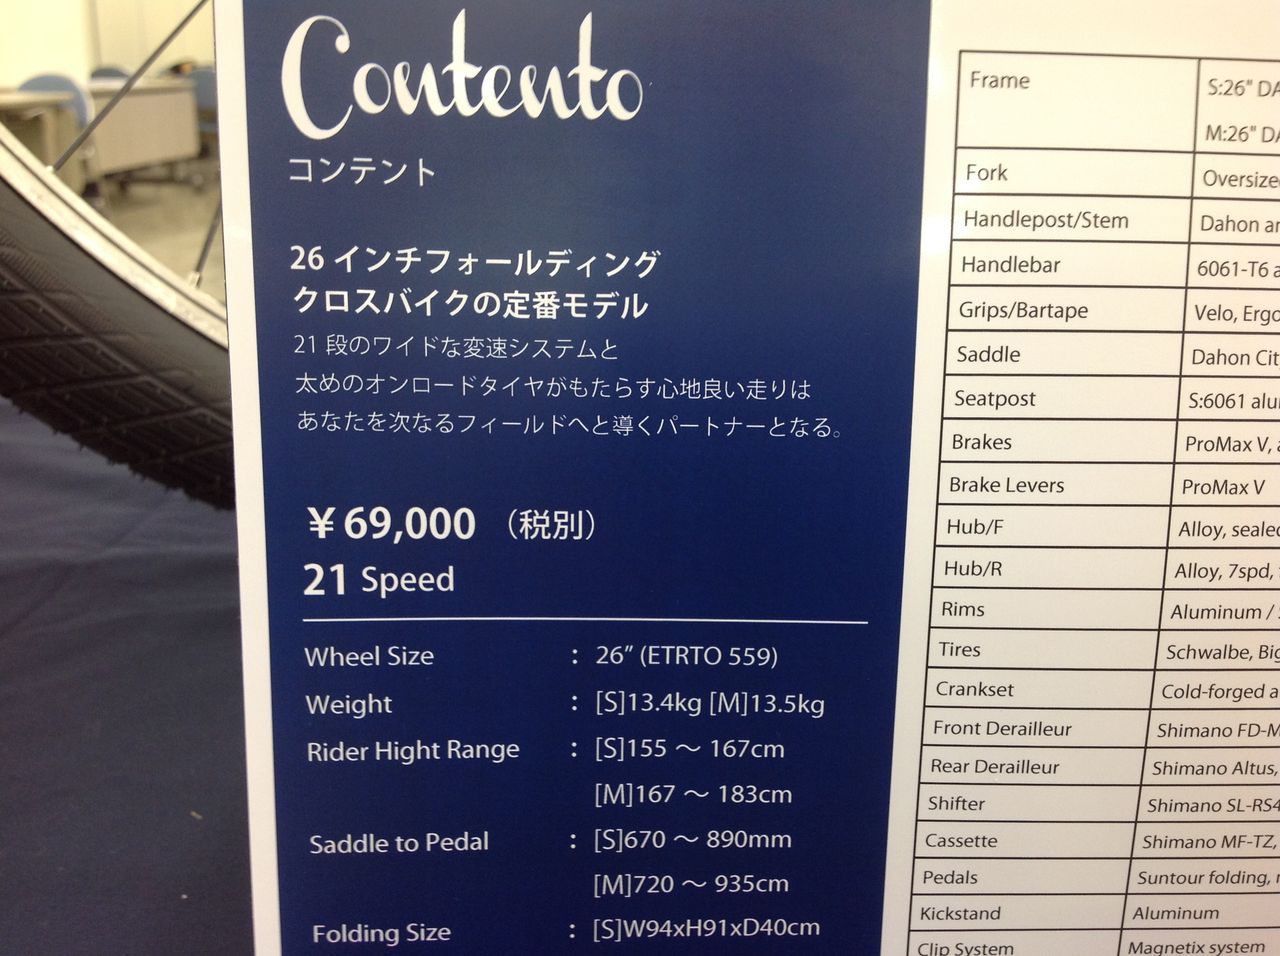 Contento
コンテント
26 インチフォールディング
クロスバイクの定番モデル
21 段のワイドな変速システムと
太めのオンロードタイヤがもたらす心地良い走りは
あなたを次なるフィールドへと導くパートナーとなる。
¥69,000 (税別)
21 Speed
Wheel Size : 26" (ETRTO 559)
Weight : [S]13.4kg [M]13.5kg
Rider Hight Range : [S]155 ～ 167cm
[M]167 ～ 183cm
Saddle to Pedal : [S]670 ～ 890mm
[M]720 ～ 935cm
Folding Size : [S]W94xH91xD40cm
Frame S:26"
M:26"
Fork
Handlepost/Stem Dahon
Handlebar 6061-T6
Grips/Bartape Velo,
Saddle Dahon
Seatpost S:6061
Brakes ProMax V,
Brake Levers ProMax V
Hub/F Alloy,
Hub/R Alloy, 7spd,
Rims Aluminum /
Tires Schwalbe,
Crankset Cold-forged
Front Derailleur Shimano
Rear Derailleur Shimano Altus,
Shifter Shimano
Cassette Shimano MF-TZ,
Pedals Suntour folding,
Kickstand Aluminum
Clip System Magnetix system